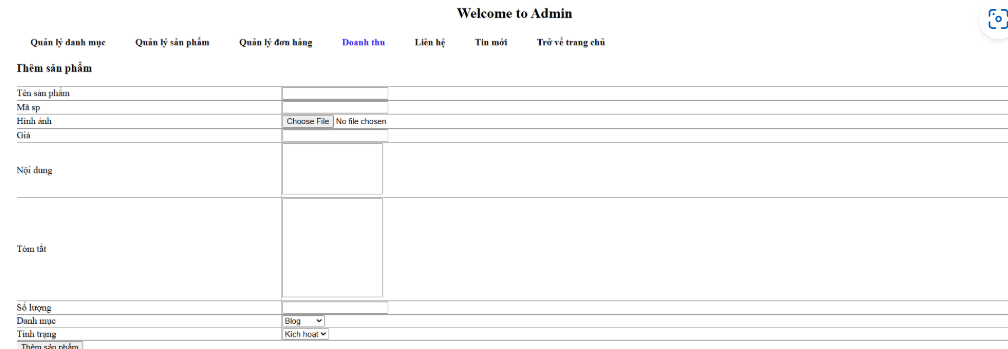 Welcome to Admin
Quản lý danh mục Quản lý sản phẩm Quản lý đơn hàng Doanh thu Liên hệ Tin mới Trở về trang chủ
Thêm sản phẩm
Tên sản phẩm
Mã sp
Hình ảnh Choose File No file chosen
Giá
Nội dung
Tóm tắt
Số lượng
Danh mục Blog
Tình trạng Kích hoạt
Thêm sản phẩm